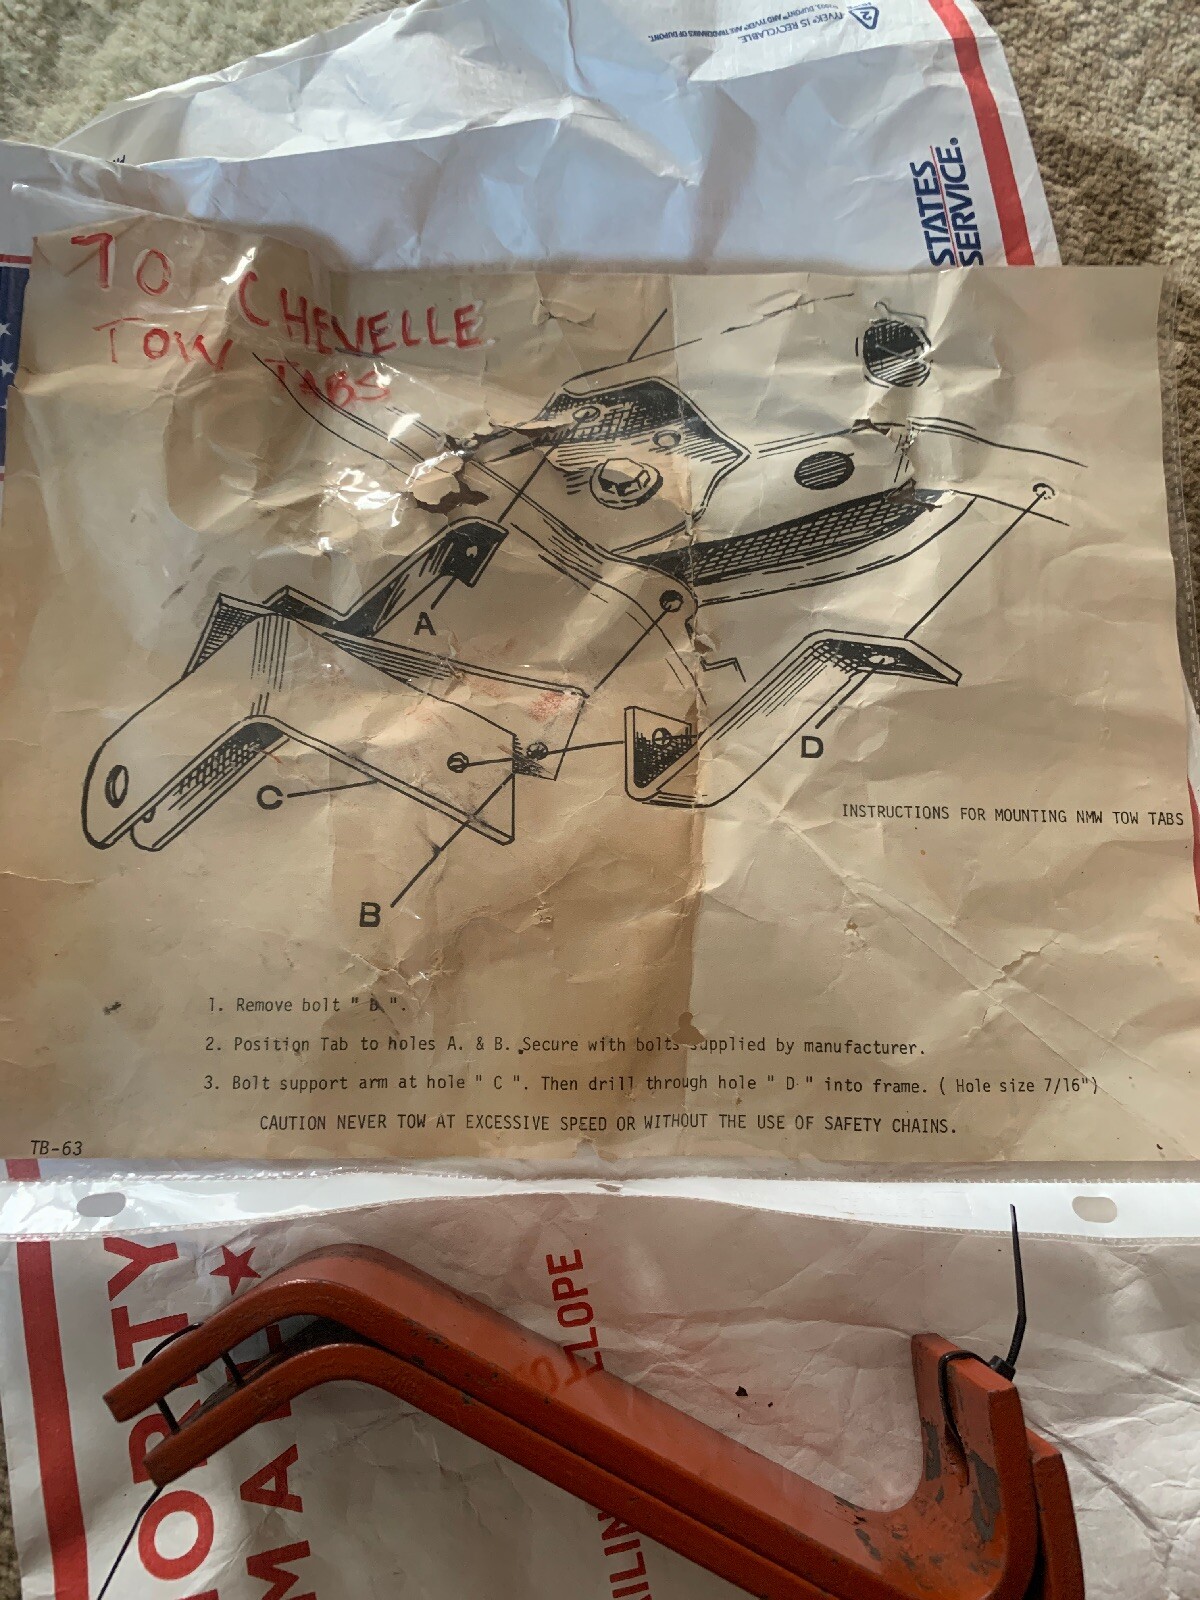 TYVEK® IS RECYCLABLE.
2
STATES
SERVICE®
70 CHEVELLE
TOW TABS
A
D
C
B
INSTRUCTIONS FOR MOUNTING NMW TOW TABS
1. Remove bolt " B ".
2. Position Tab to holes A. & B. Secure with bolts supplied by manufacturer.
3. Bolt support arm at hole " C ". Then drill through hole " D " into frame. ( Hole size 7/16")
CAUTION NEVER TOW AT EXCESSIVE SPEED OR WITHOUT THE USE OF SAFETY CHAINS.
TB-63